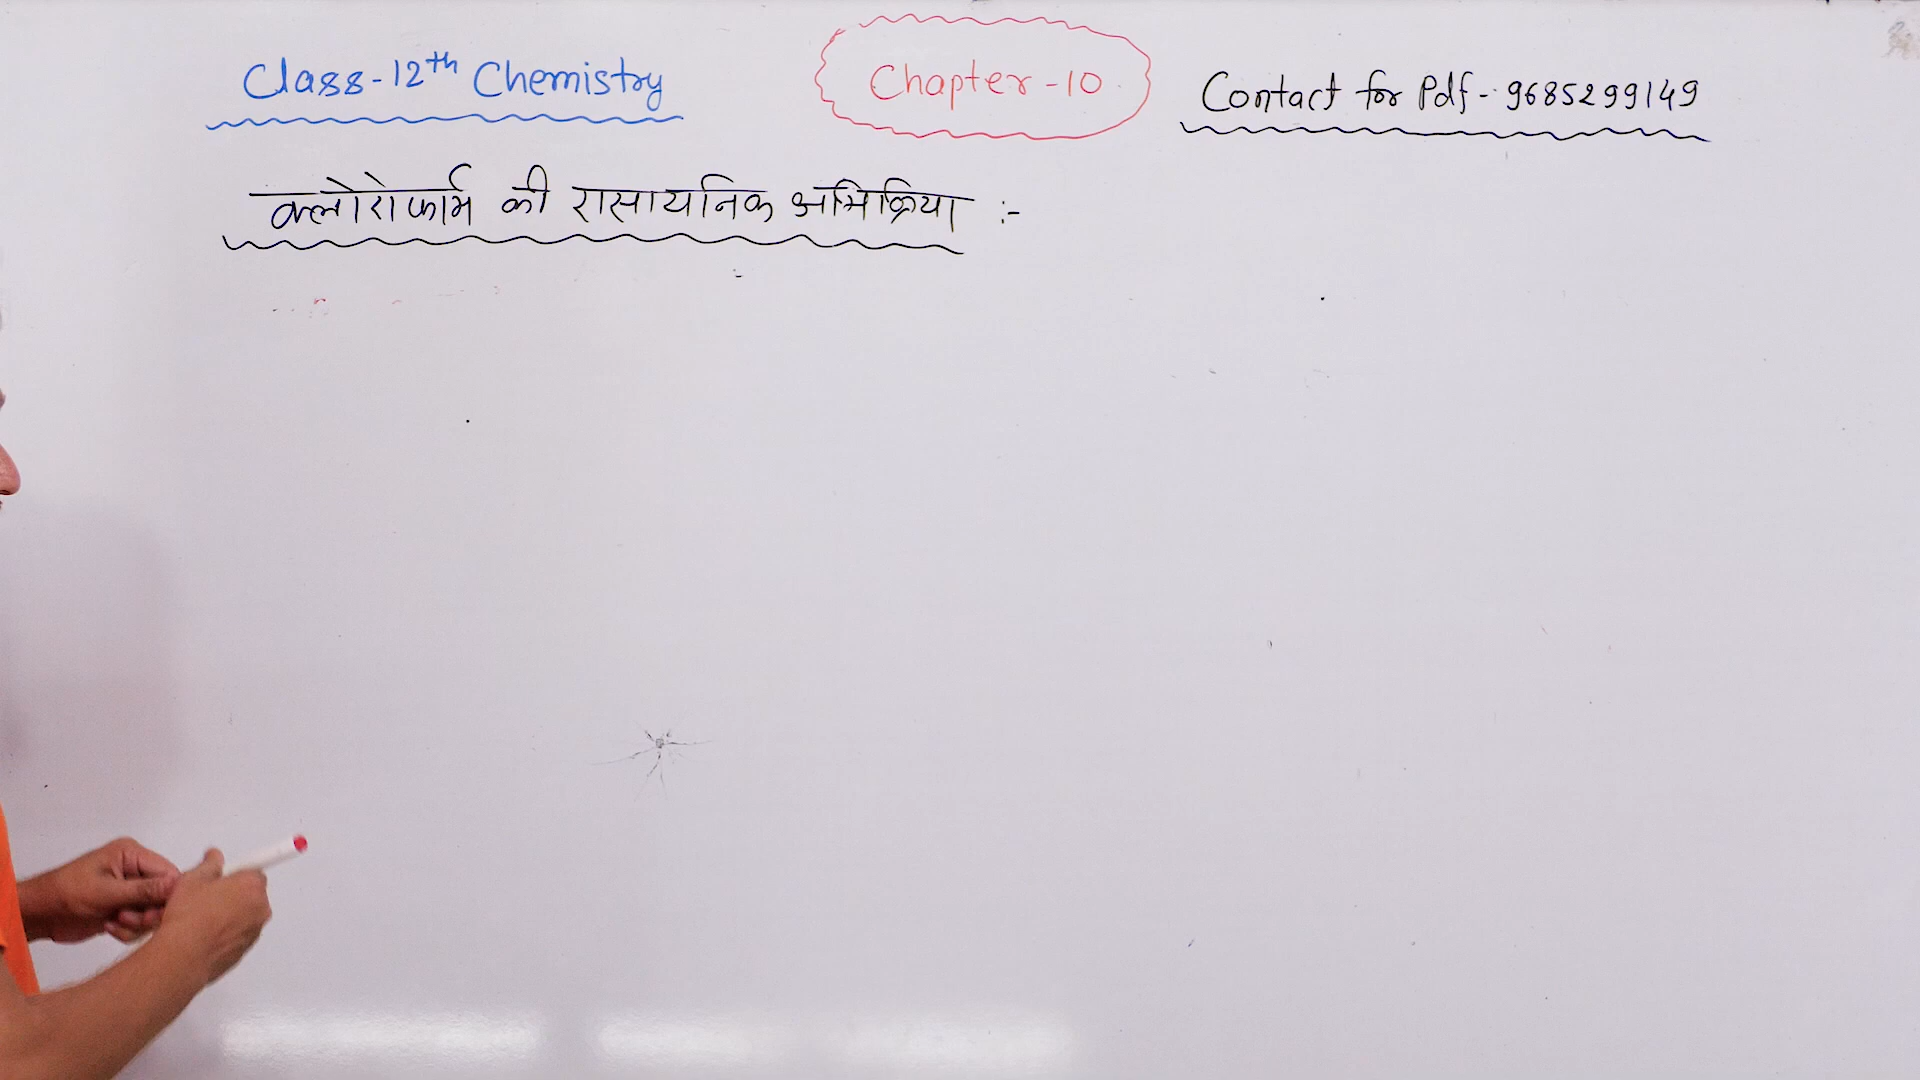 Class-12th Chemistry
Chapter-10
Contact for Pdf - 9685299149
क्लोरोफार्म की रासायनिक अभिक्रिया :-